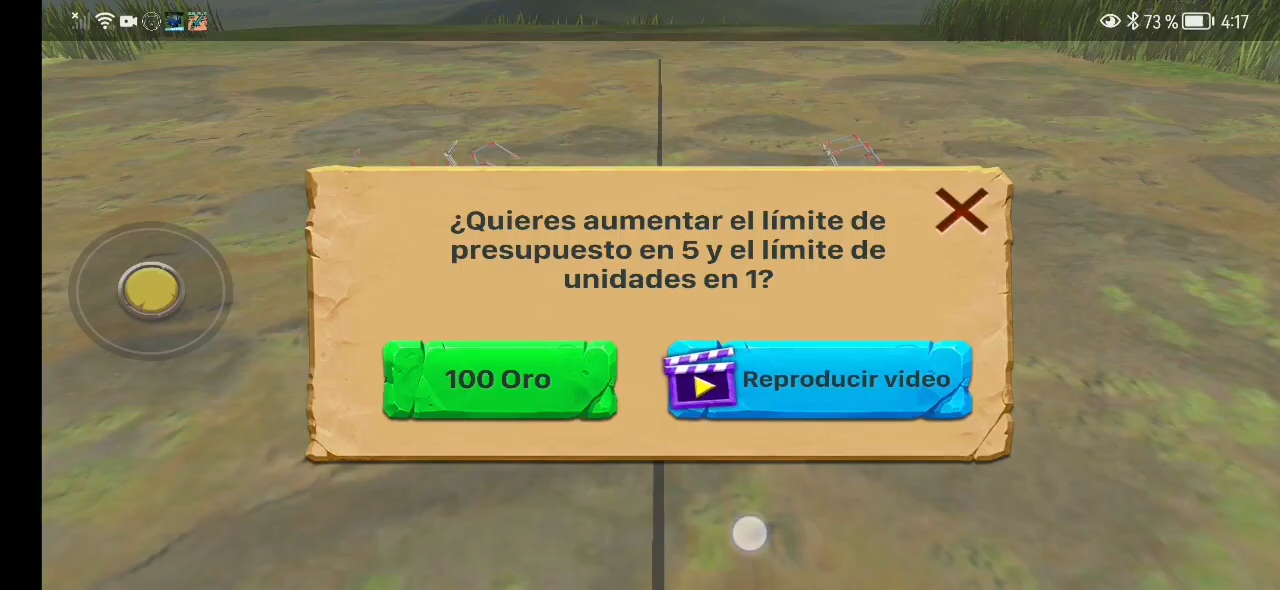 73 % 4:17
¿Quieres aumentar el límite de
presupuesto en 5 y el límite de
unidades en 1?
100 Oro
Reproducir video